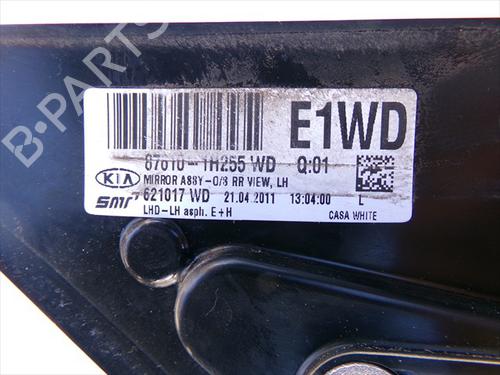 B-PARTS
E1WD
87610-1H255 WD Q:01
KIA MIRROR ASSY-O/S RR VIEW, LH
SMR 621017 WD 21.04.2011 13:04:00 L
LHD-LH asph. E+H CASA WHITE